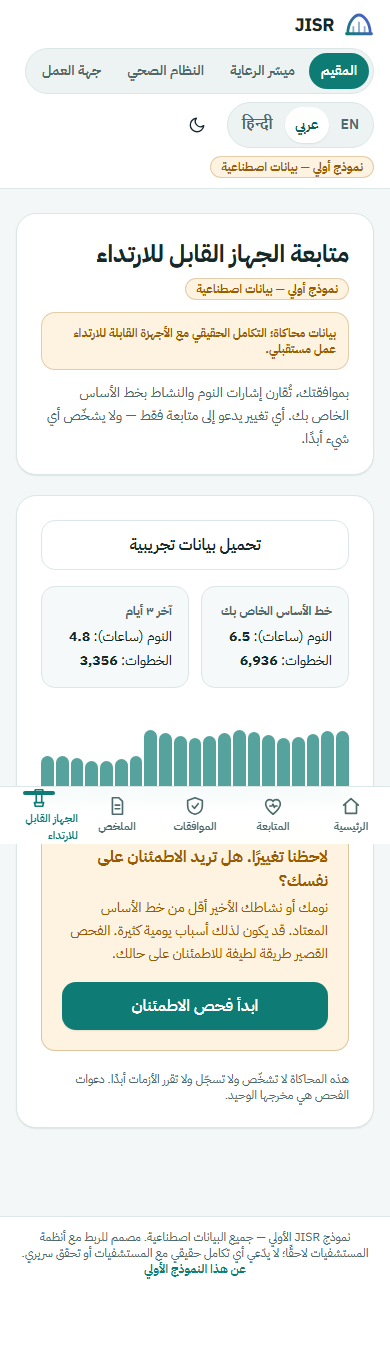 JISR
المقيم
ميسّر الرعاية
النظام الصحي
جهة العمل
EN
عربي
हिन्दी
نموذج أولي — بيانات اصطناعية
متابعة الجهاز القابل للارتداء
نموذج أولي — بيانات اصطناعية
بيانات محاكاة؛ التكامل الحقيقي مع الأجهزة القابلة للارتداء
عمل مستقبلي.
بموافقتك، تُقارن إشارات النوم والنشاط بخط الأساس
الخاص بك. أي تغيير يدعو إلى متابعة فقط — ولا يشخّص أي
شيء أبدًا.
تحميل بيانات تجريبية
خط الأساس الخاص بك
النوم (ساعات): 6.5
الخطوات: 6,936
آخر ٣ أيام
النوم (ساعات): 4.8
الخطوات: 3,356
الرئيسية
المتابعة
الموافقات
الملخص
الجهاز القابل
للارتداء
لاحظنا تغييرًا. هل تريد الاطمئنان على
نفسك؟
نومك أو نشاطك الأخير أقل من خط الأساس
المعتاد. قد يكون لذلك أسباب يومية كثيرة. الفحص
القصير طريقة لطيفة للاطمئنان على حالك.
ابدأ فحص الاطمئنان
هذه المحاكاة لا تشخّص ولا تسجّل ولا تقرر الأزمات أبدًا. دعوات
الفحص هي مخرجها الوحيد.
نموذج JISR الأولي — جميع البيانات اصطناعية. مصمم للربط مع أنظمة
المستشفيات لاحقًا؛ لا يدّعي أي تكامل حقيقي مع المستشفيات أو تحقق سريري.
عن هذا النموذج الأولي